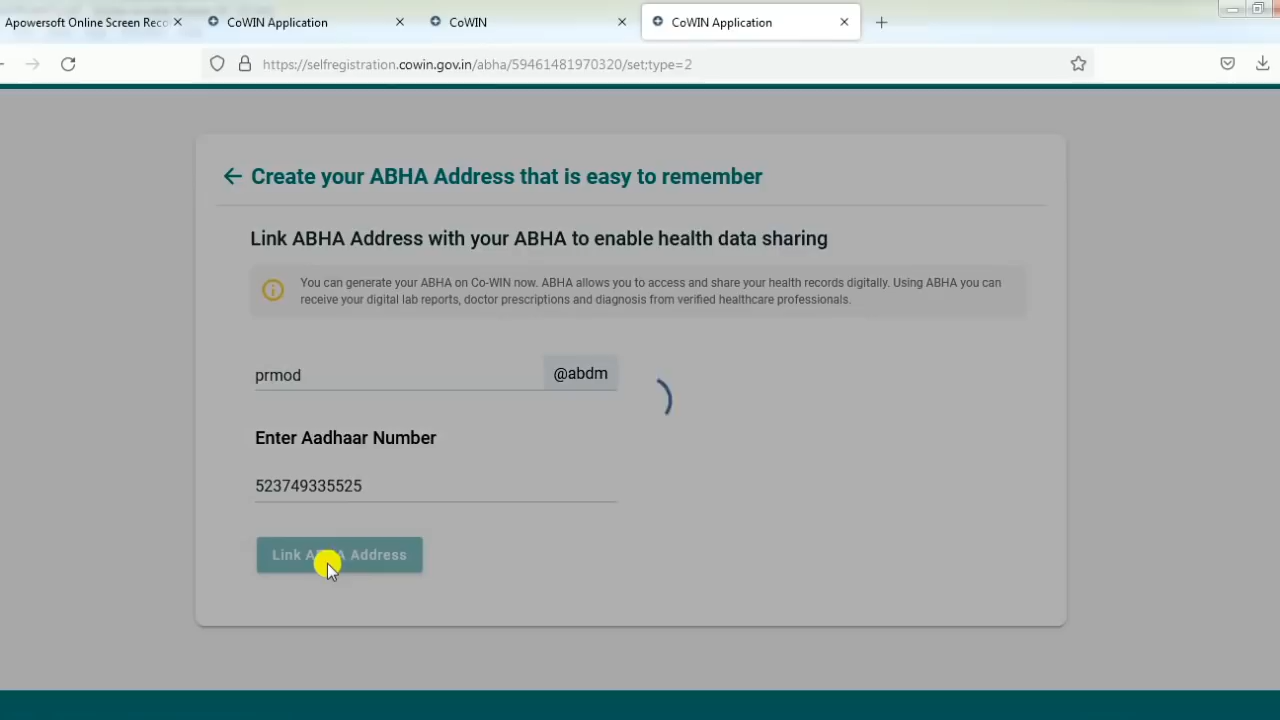 Apowersoft Online Screen Reco
CoWIN Application
CoWIN
CoWIN Application
https://selfregistration.cowin.gov.in/abha/59461481970320/set;type=2
Create your ABHA Address that is easy to remember
Link ABHA Address with your ABHA to enable health data sharing
You can generate your ABHA on Co-WIN now. ABHA allows you to access and share your health records digitally. Using ABHA you can
receive your digital lab reports, doctor prescriptions and diagnosis from verified healthcare professionals.
prmod @abdm
Enter Aadhaar Number
523749335525
Link ABHA Address